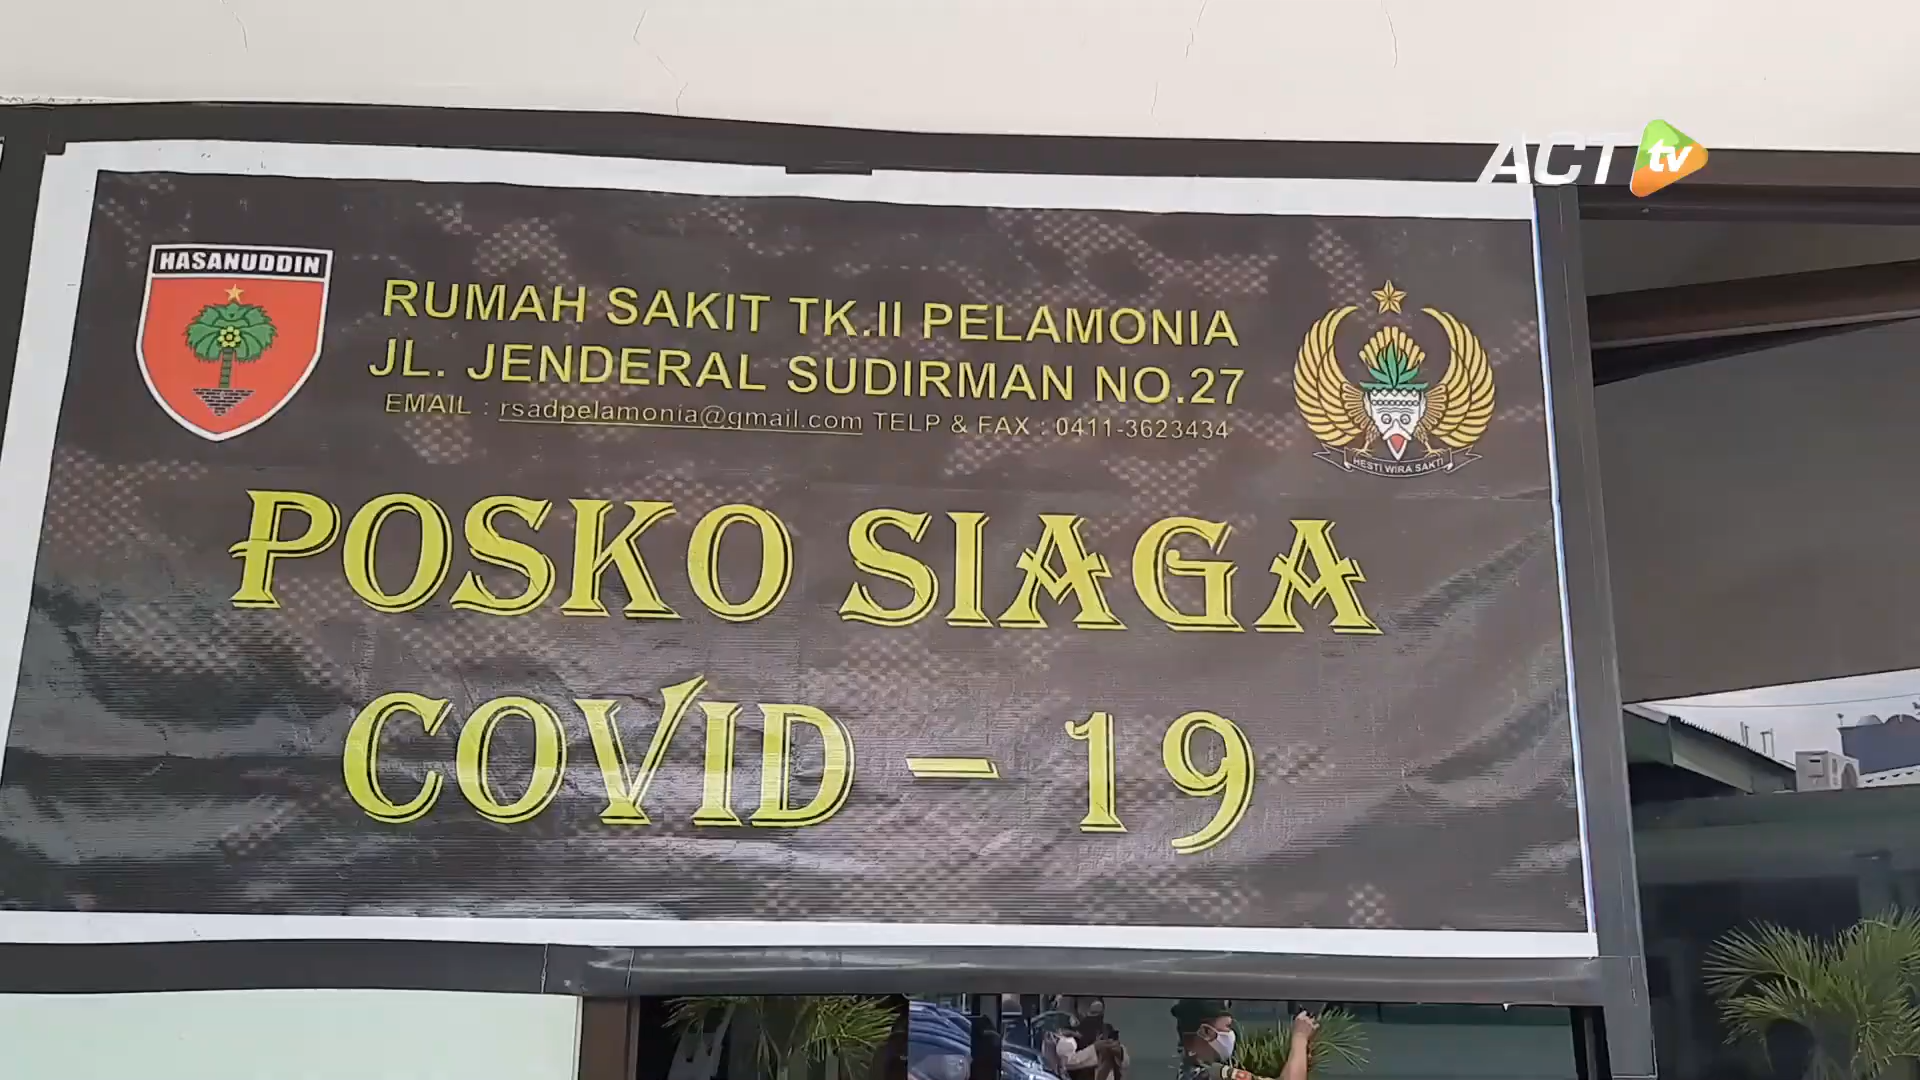 ACT tv
HASANUDDIN
RUMAH SAKIT TK.II PELAMONIA
JL. JENDERAL SUDIRMAN NO.27
EMAIL : rsadpelamonia@gmail.com TELP & FAX : 0411-3623434
HESTI WIRA SAKTI
POSKO SIAGA
COVID – 19